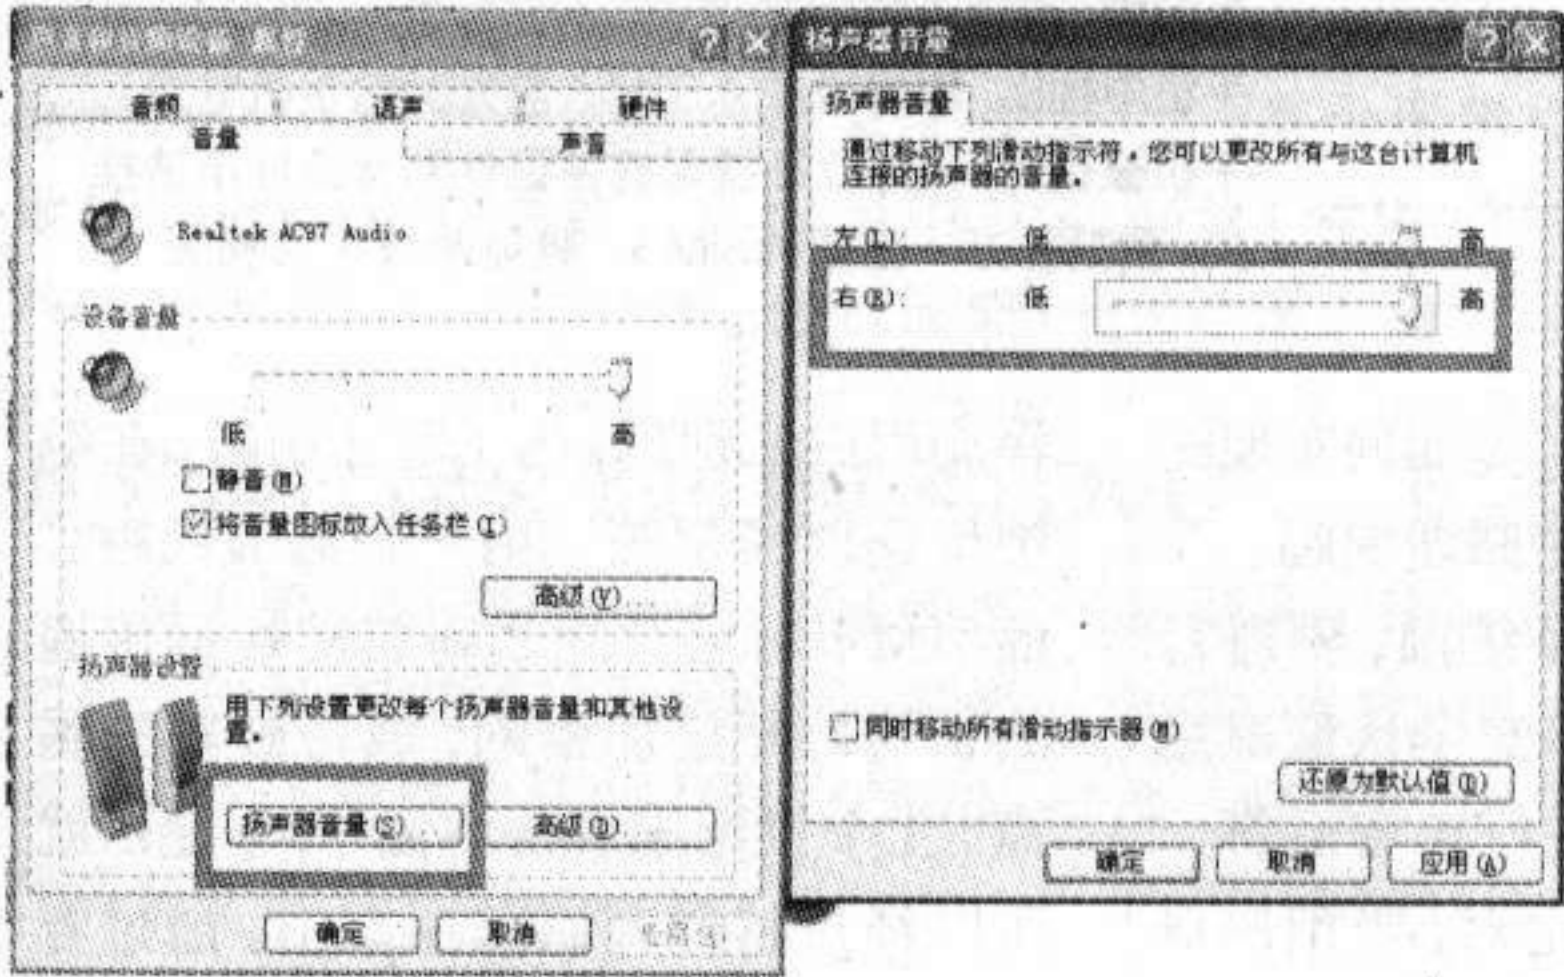 音频 语声 硬件
音量 声音
Realtek AC97 Audio
设备音量
低 高
静音(M)
将音量图标放入任务栏(I)
高级(V)...
扬声器设置
用下列设置更改每个扬声器音量和其他设
置。
扬声器音量(S)... 高级(D)...
确定 取消
扬声器音量
扬声器音量
通过移动下列滑动指示符，您可以更改所有与这台计算机
连接的扬声器的音量。
左(L): 低 高
右(R): 低 高
同时移动所有滑动指示器(M)
还原为默认值(D)
确定 取消 应用(A)